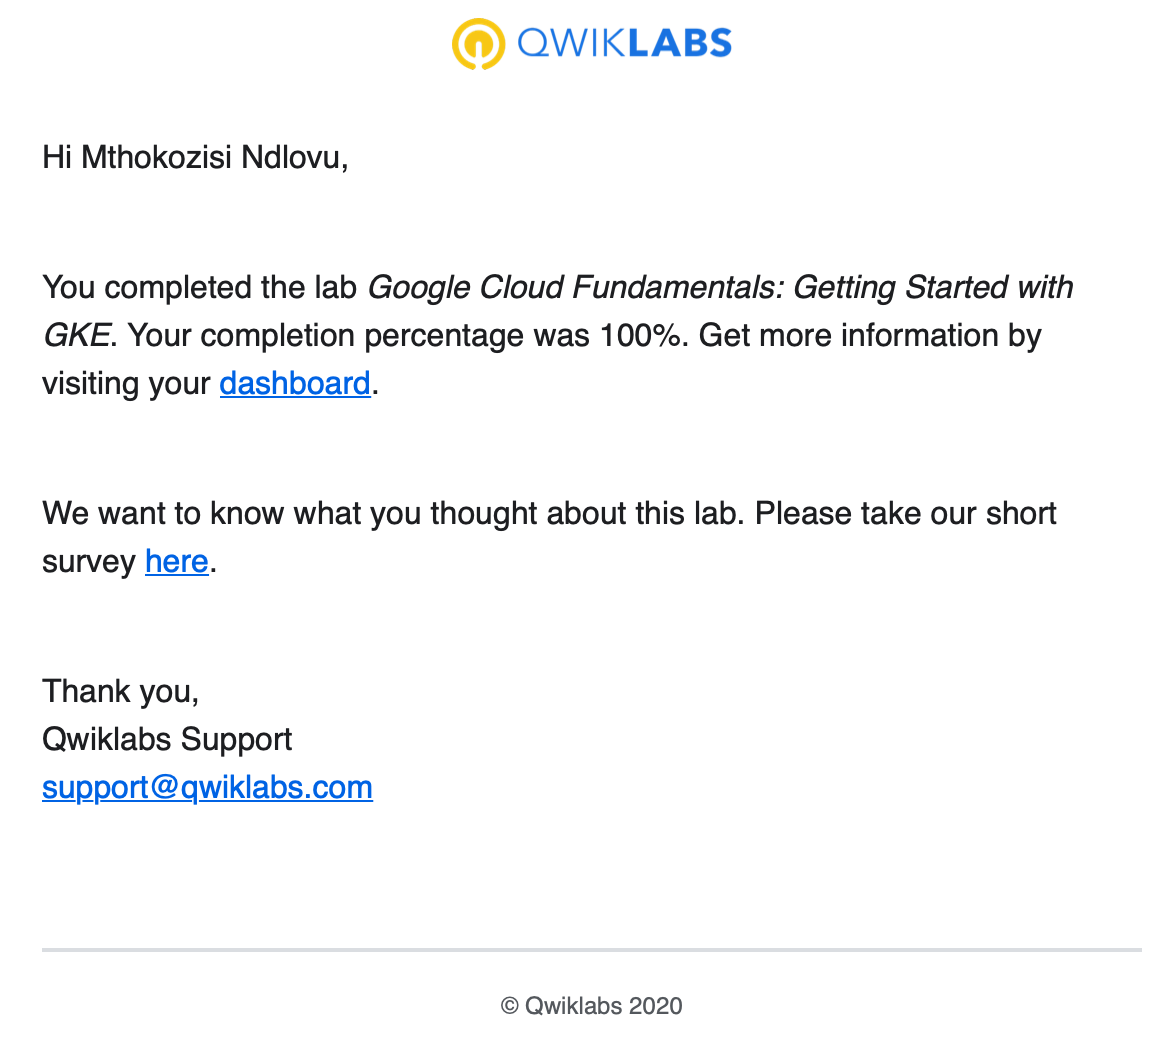 QWIKLABS
Hi Mthokozisi Ndlovu,
You completed the lab Google Cloud Fundamentals: Getting Started with
GKE. Your completion percentage was 100%. Get more information by
visiting your dashboard.
We want to know what you thought about this lab. Please take our short
survey here.
Thank you,
Qwiklabs Support
support@qwiklabs.com
© Qwiklabs 2020